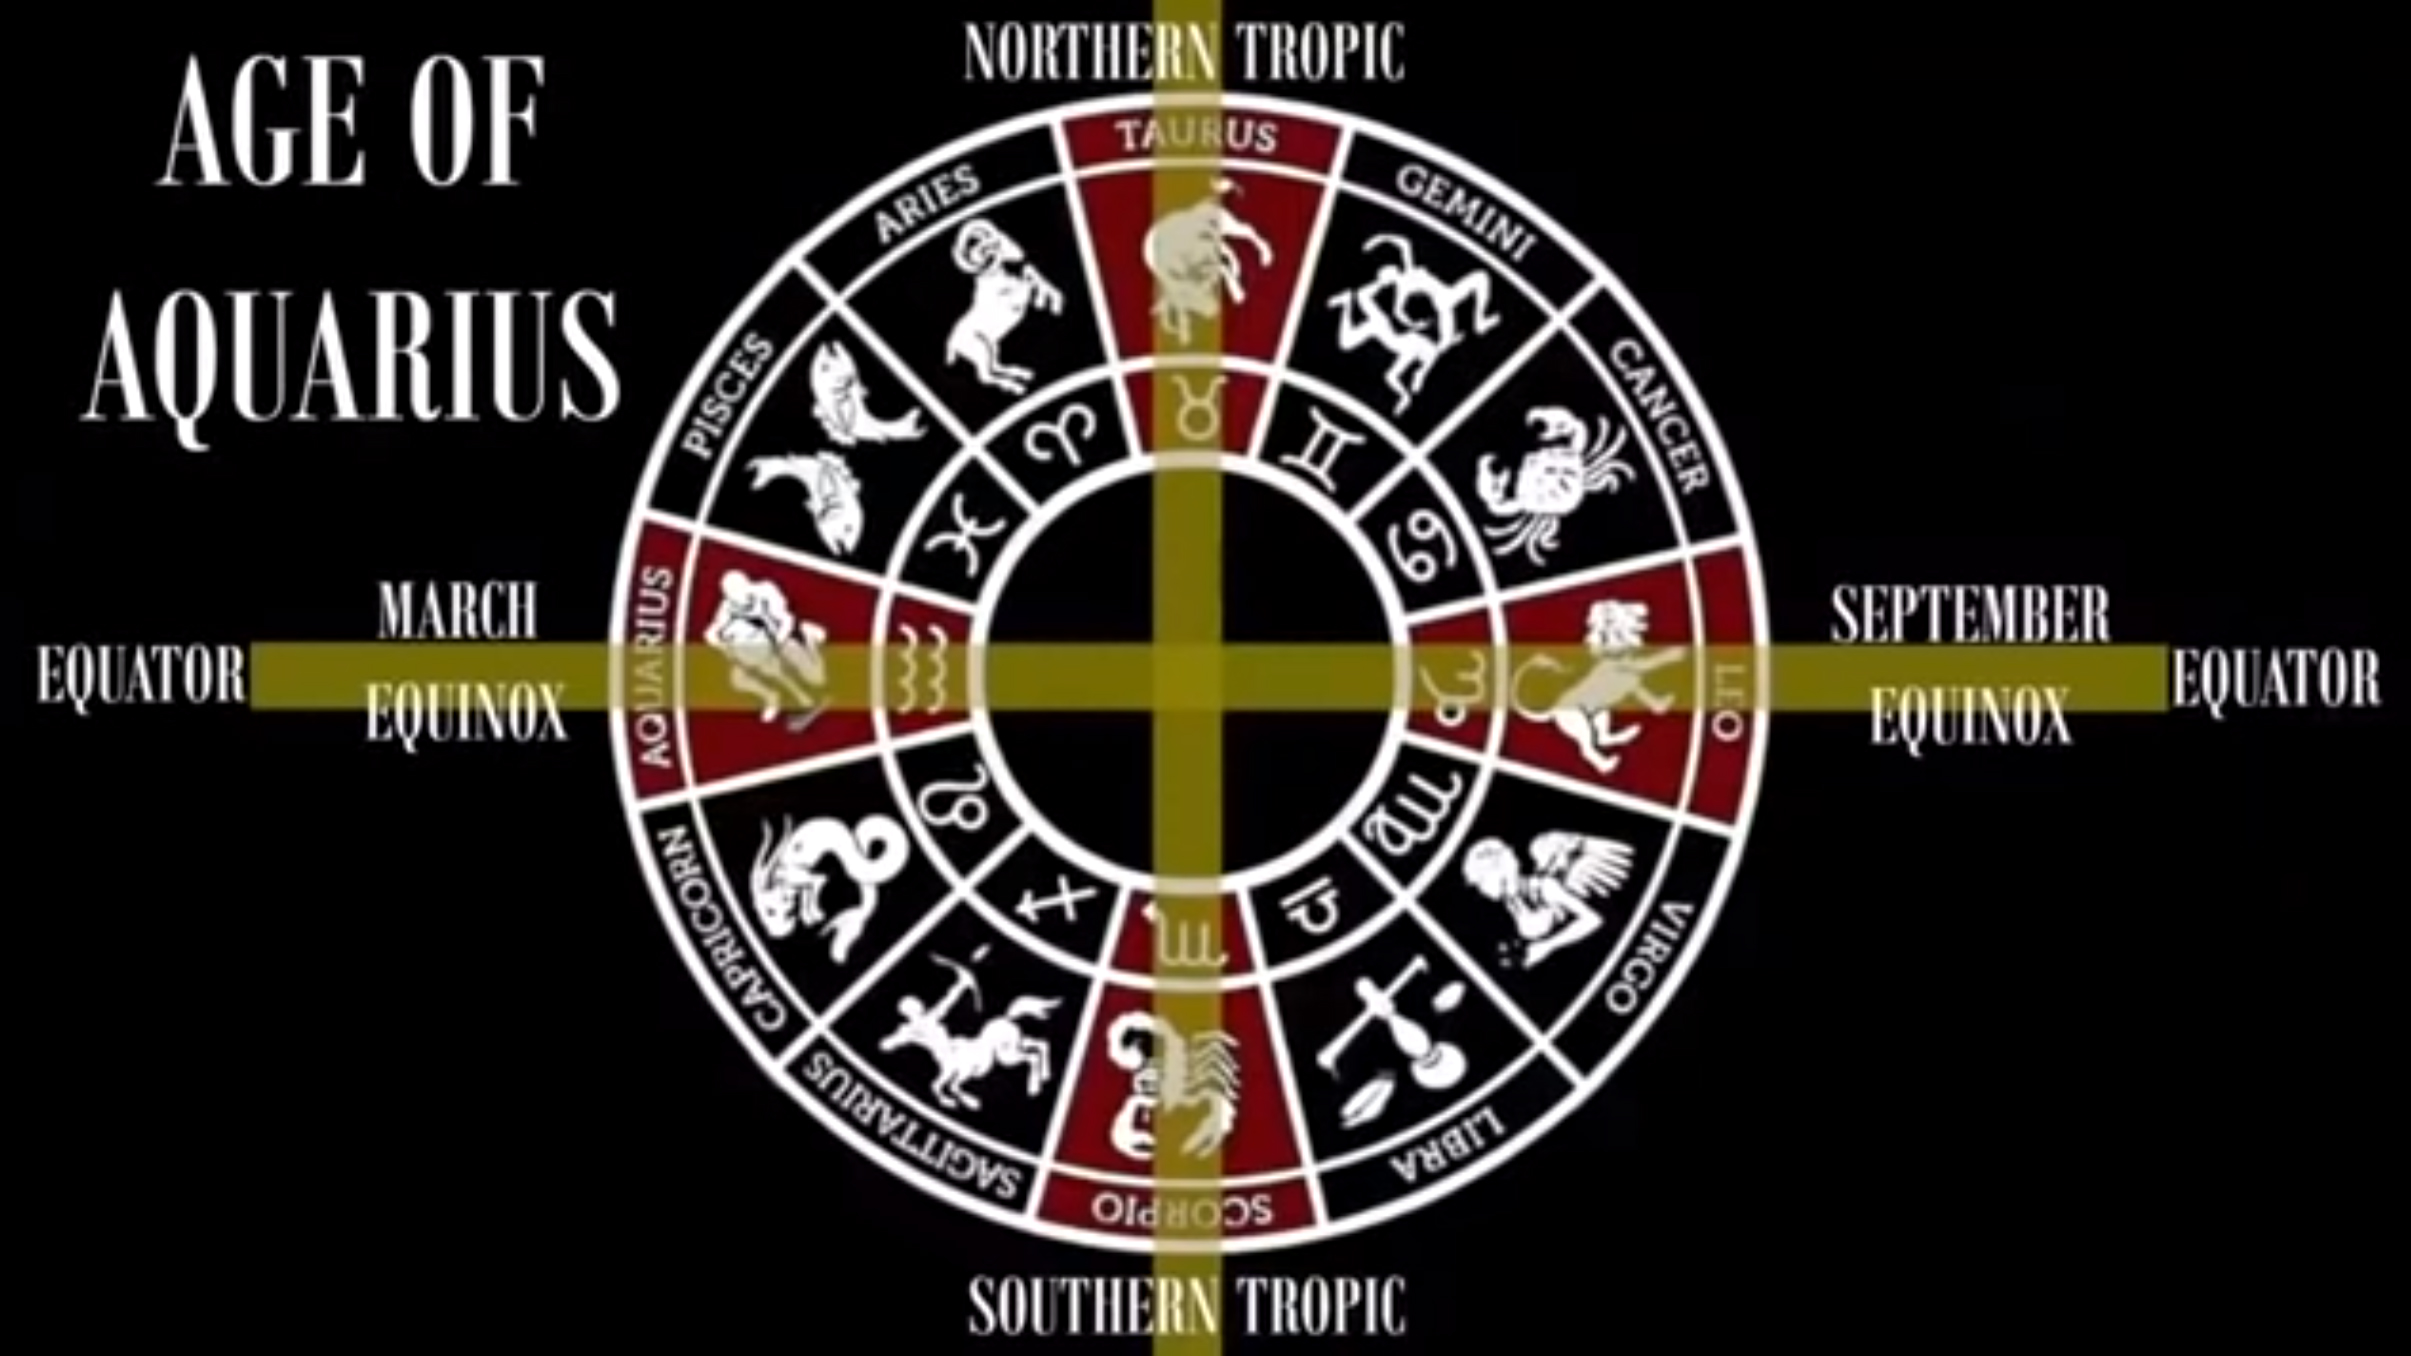 NORTHERN TROPIC
AGE OF
AQUARIUS
TAURUS
ARIES
GEMINI
PISCES
CANCER
MARCH
EQUINOX
EQUATOR
AQUARIUS
LEO
SEPTEMBER
EQUINOX
EQUATOR
CAPRICORN
VIRGO
SAGITTARIUS
LIBRA
SCORPIO
SOUTHERN TROPIC